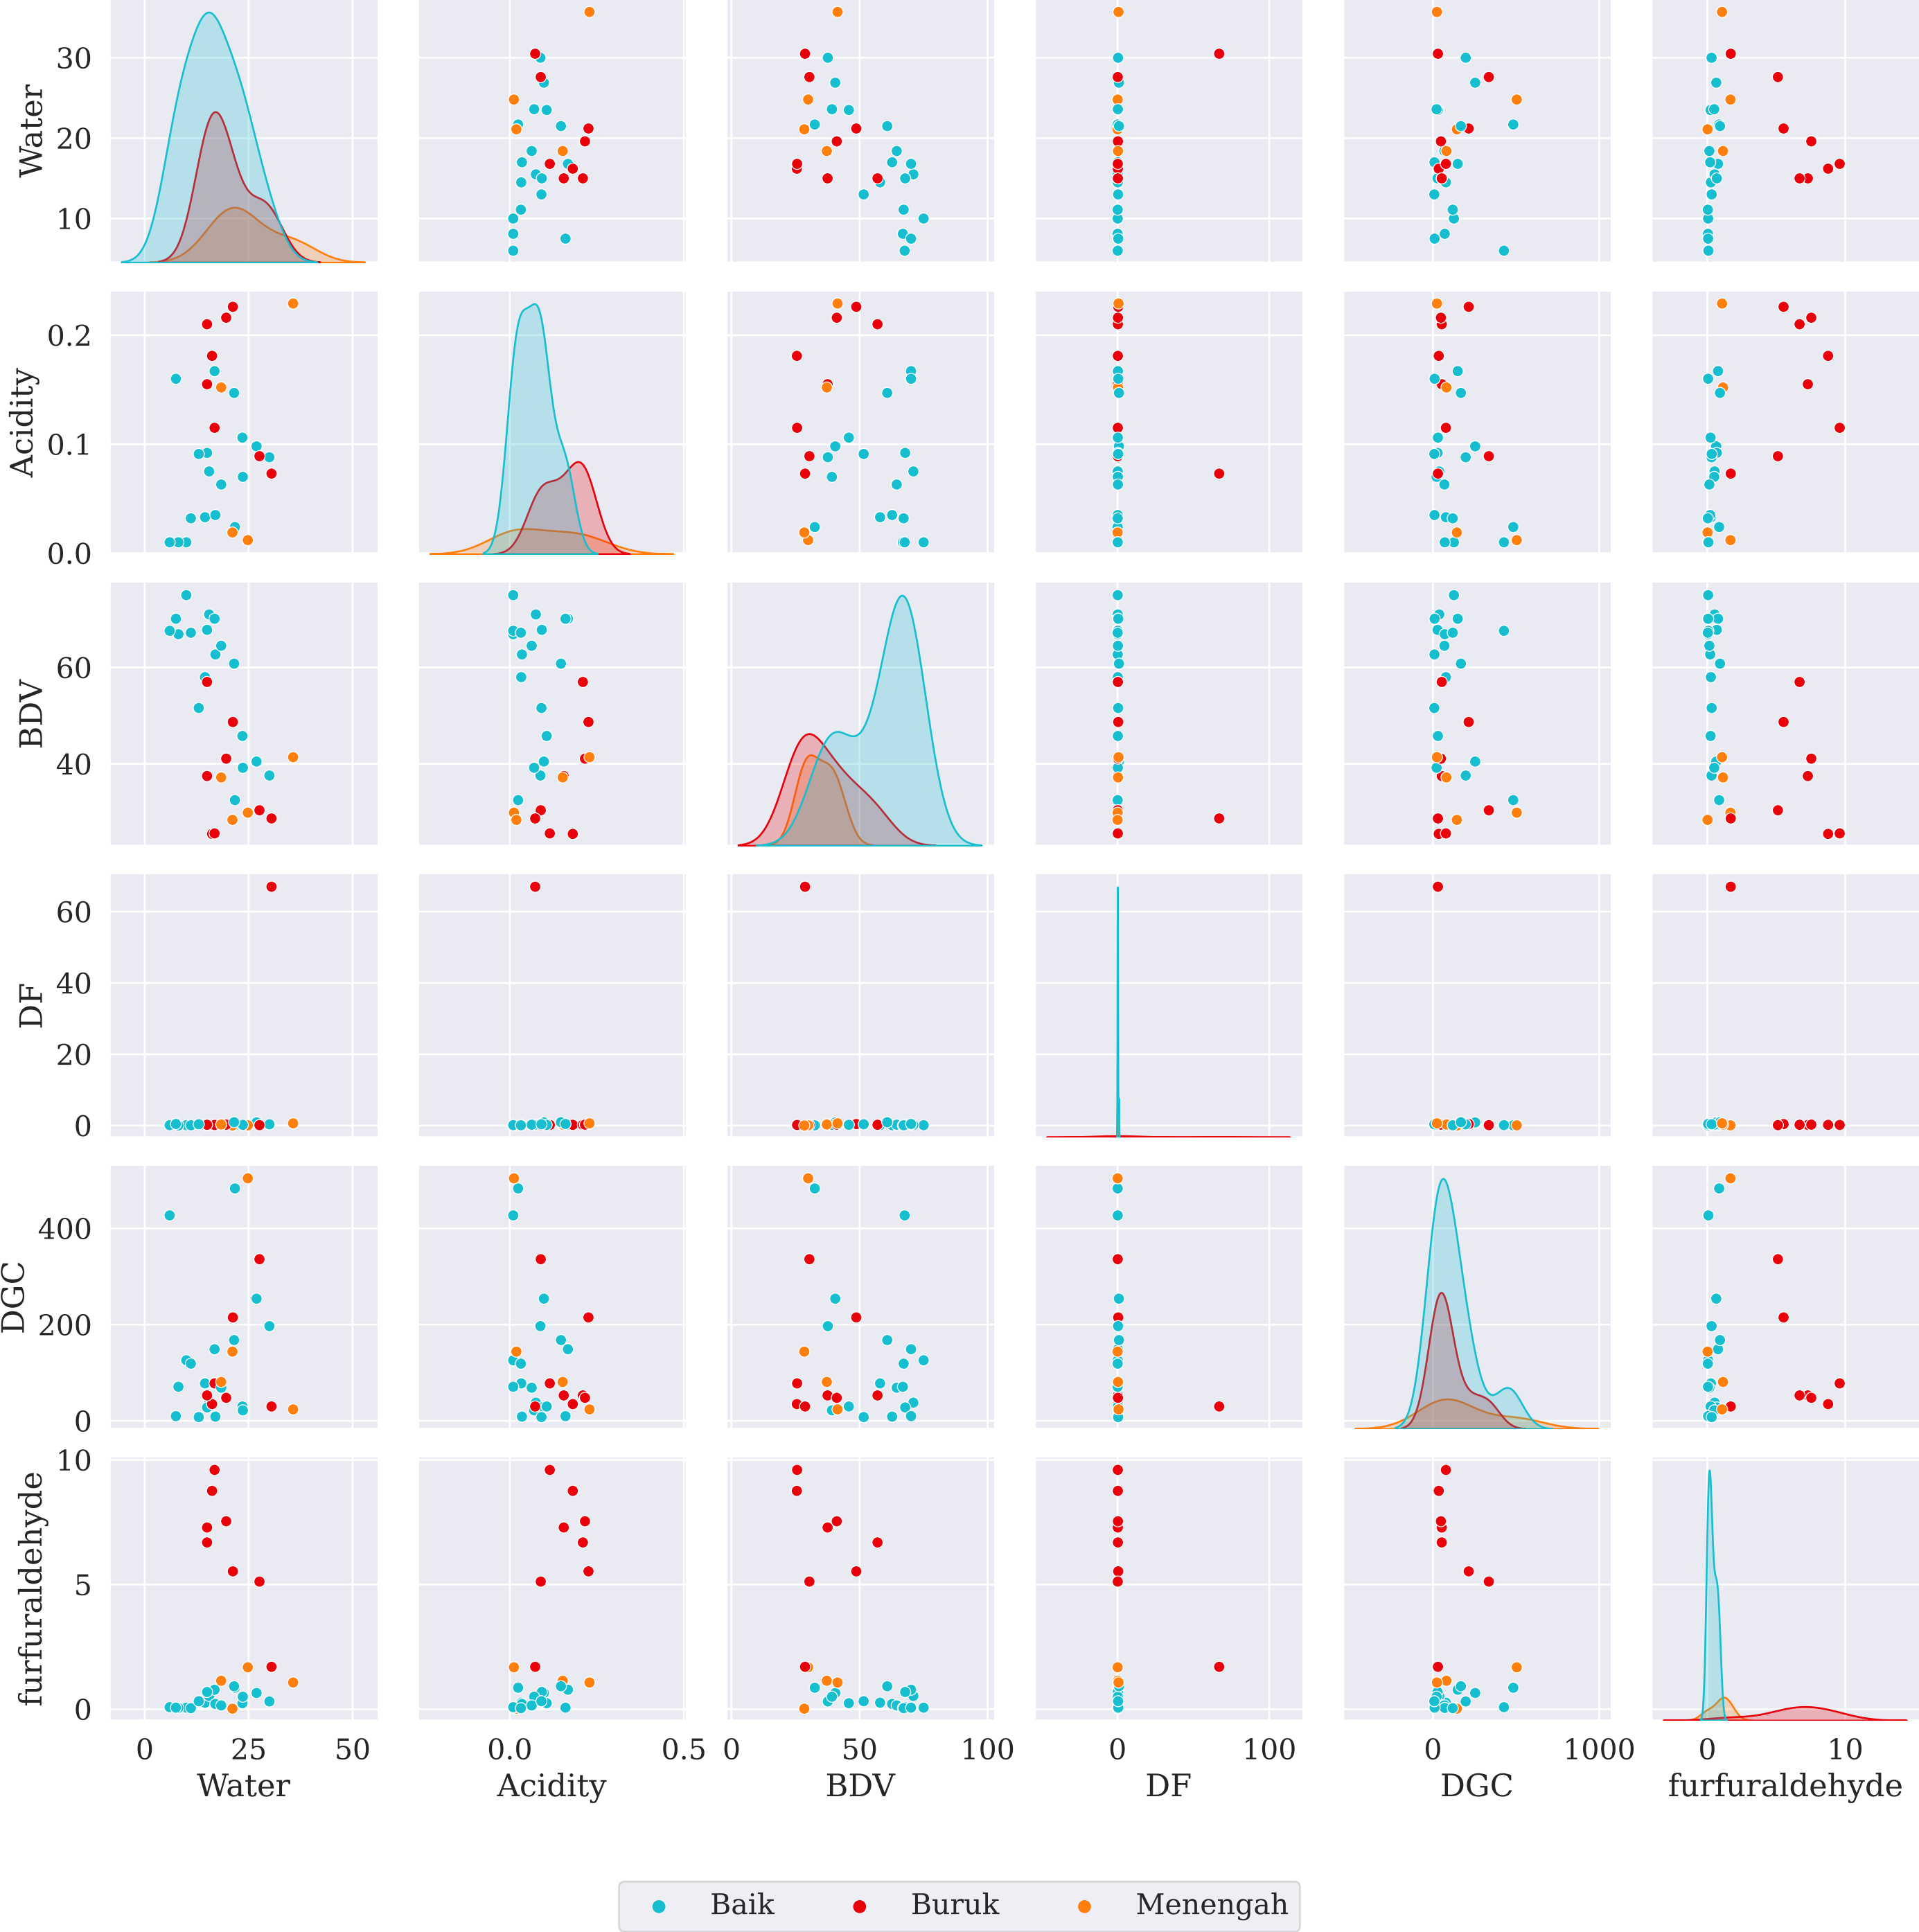 Water
30
20
10
Acidity
0.2
0.1
0.0
BDV
60
40
DF
60
40
20
0
DGC
400
200
0
furfuraldehyde
10
5
0
0 25 50 0.0 0.5 0 50 100 0 100 0 1000 0 10
Water Acidity BDV DF DGC furfuraldehyde
Baik Buruk Menengah